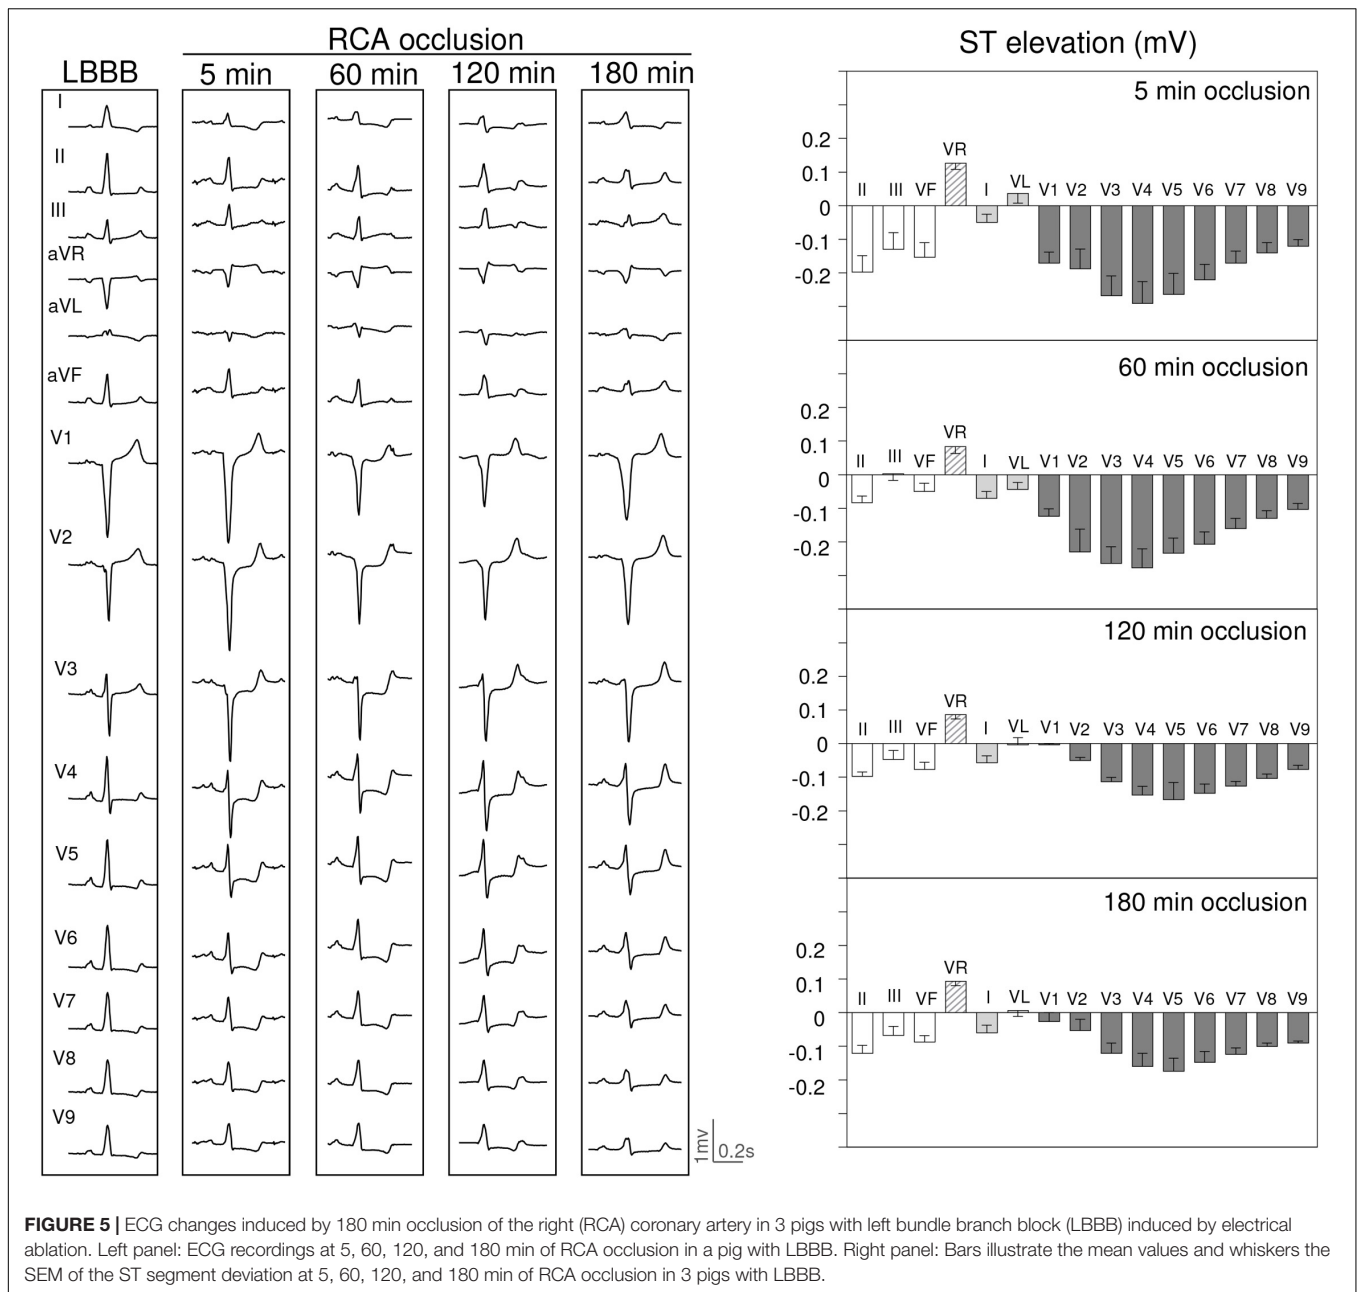 RCA occlusion
LBBB 5 min 60 min 120 min 180 min
I
II
III
aVR
aVL
aVF
V1
V2
V3
V4
V5
V6
V7
V8
V9
1mv
0.2s
ST elevation (mV)
5 min occlusion
0.2
0.1
0
-0.1
-0.2
II III VF VR I VL V1 V2 V3 V4 V5 V6 V7 V8 V9
60 min occlusion
0.2
0.1
0
-0.1
-0.2
II III VF VR I VL V1 V2 V3 V4 V5 V6 V7 V8 V9
120 min occlusion
0.2
0.1
0
-0.1
-0.2
II III VF VR I VL V1 V2 V3 V4 V5 V6 V7 V8 V9
180 min occlusion
0.2
0.1
0
-0.1
-0.2
II III VF VR I VL V1 V2 V3 V4 V5 V6 V7 V8 V9
FIGURE 5 | ECG changes induced by 180 min occlusion of the right (RCA) coronary artery in 3 pigs with left bundle branch block (LBBB) induced by electrical
ablation. Left panel: ECG recordings at 5, 60, 120, and 180 min of RCA occlusion in a pig with LBBB. Right panel: Bars illustrate the mean values and whiskers the
SEM of the ST segment deviation at 5, 60, 120, and 180 min of RCA occlusion in 3 pigs with LBBB.